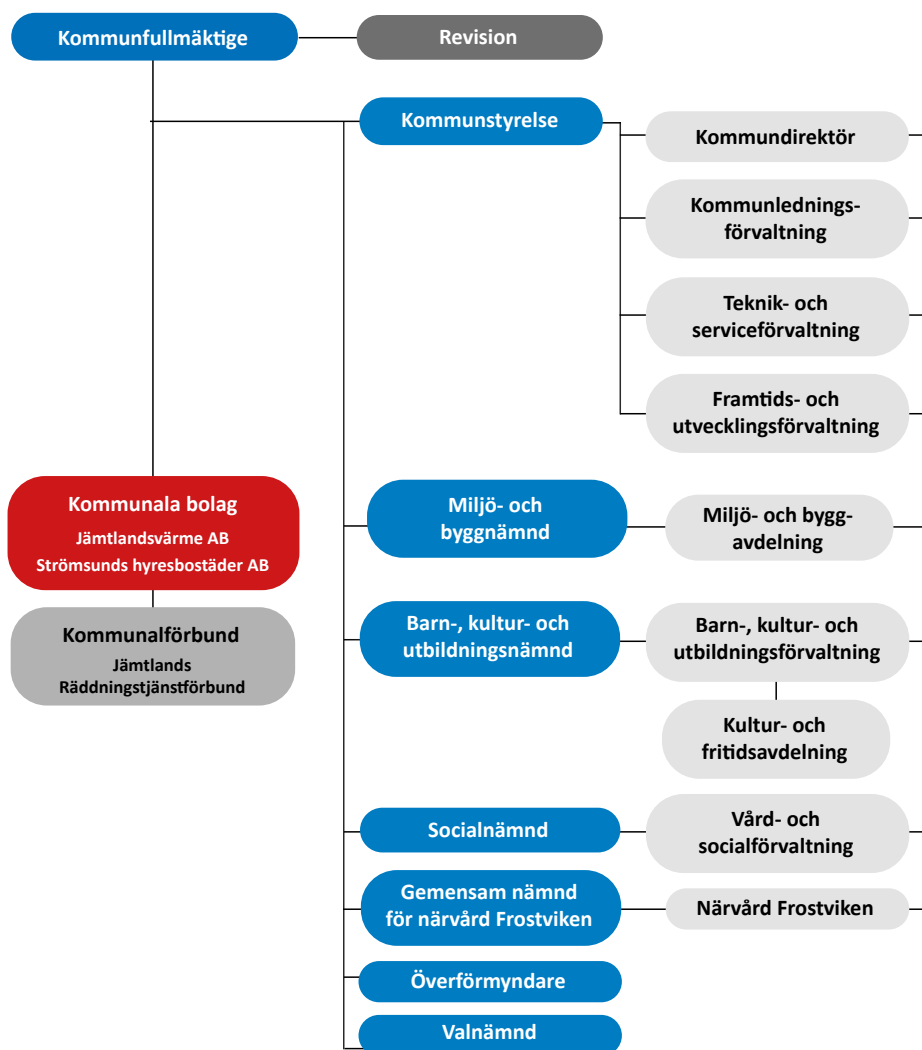 Kommunfullmäktige
Revision
Kommunstyrelse
Kommundirektör
Kommunlednings-
förvaltning
Teknik- och
serviceförvaltning
Framtids- och
utvecklingsförvaltning
Kommunala bolag
Jämtlandsvärme AB
Strömsunds hyresbostäder AB
Kommunalförbund
Jämtlands
Räddningstjänstförbund
Miljö- och
byggnämnd
Miljö- och bygg-
avdelning
Barn-, kultur- och
utbildningsnämnd
Barn-, kultur- och
utbildningsförvaltning
Kultur- och
fritidsavdelning
Socialnämnd
Vård- och
socialförvaltning
Gemensam nämnd
för närvård Frostviken
Närvård Frostviken
Överförmyndare
Valnämnd